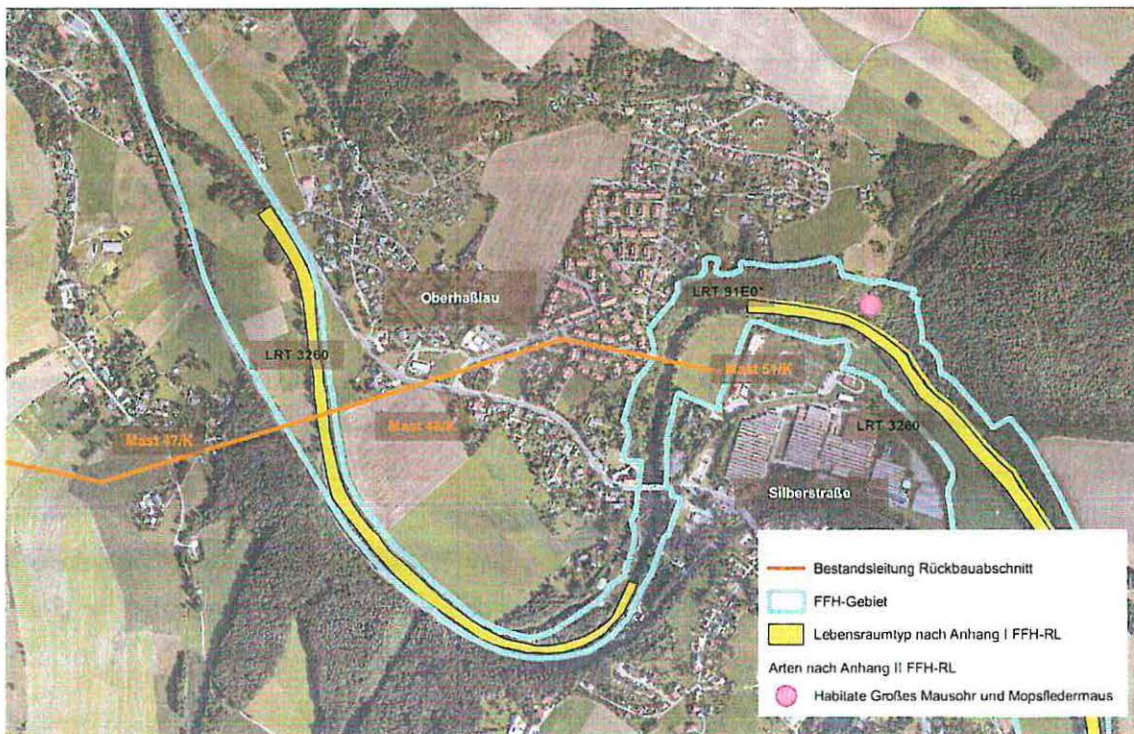 LRT 91E0*
Oberhaßlau
LRT 3260
Mast 51/K
Mast 47/K
Mast 48/K
LRT 3260
Silberstraße
Bestandsleitung Rückbauabschnitt
FFH-Gebiet
Lebensraumtyp nach Anhang I FFH-RL
Arten nach Anhang II FFH-RL
Habitate Großes Mausohr und Mopsfledermaus